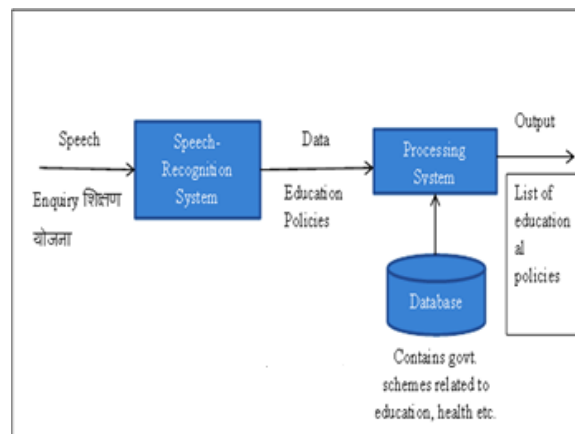 Speech
Enquiry शिक्षण
योजना
Speech-
Recognition
System
Data
Education
Policies
Processing
System
Output
List of
education
al
policies
Database
Contains govt.
schemes related to
education, health etc.